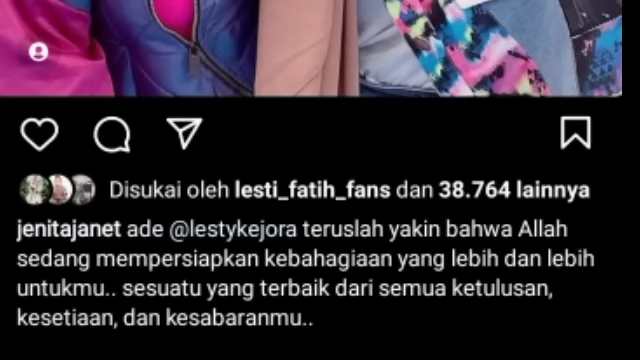 Disukai oleh lesti_fatih_fans dan 38.764 lainnya
jenitajanet ade @lestykejora teruslah yakin bahwa Allah
sedang mempersiapkan kebahagiaan yang lebih dan lebih
untukmu.. sesuatu yang terbaik dari semua ketulusan,
kesetiaan, dan kesabaranmu..